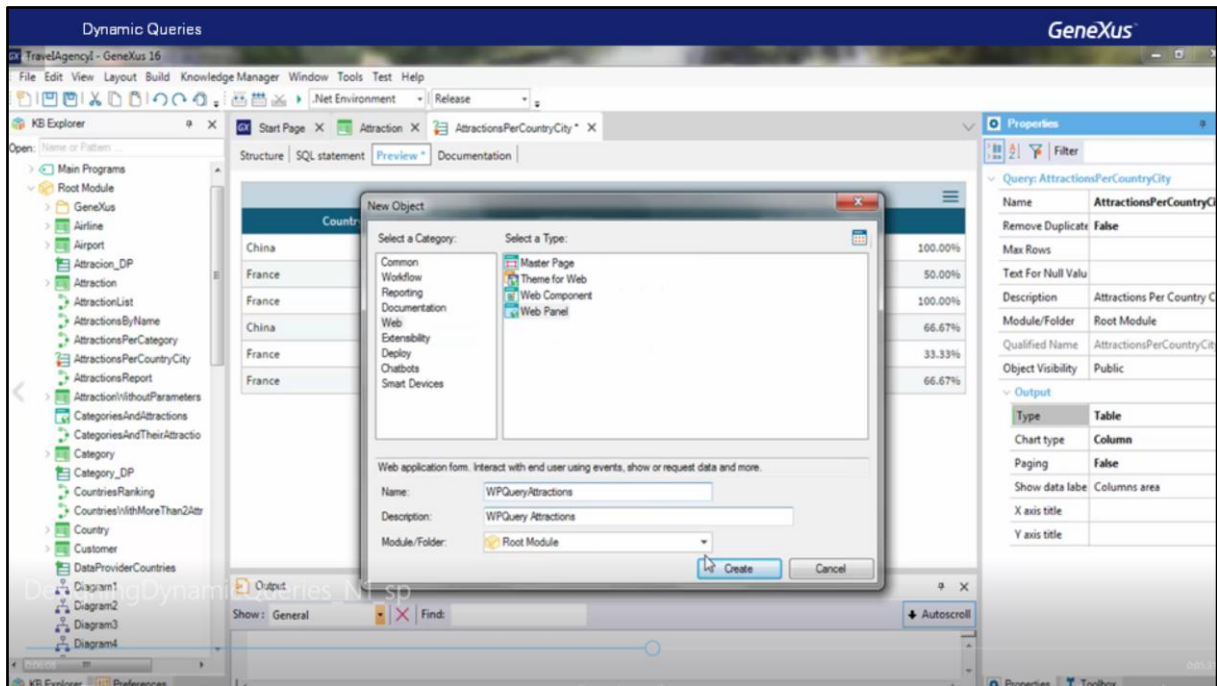 Dynamic Queries
GeneXus
TravelAgencyI - GeneXus 16
File Edit View Layout Build Knowledge Manager Window Tools Test Help
.Net Environment
Release
KB Explorer
Open: Name or Pattern ...
Main Programs
Root Module
GeneXus
Airline
Airport
Attracion_DP
Attraction
AttractionList
AttractionsByName
AttractionsPerCategory
AttractionsPerCountryCity
AttractionsReport
AttractionWithoutParameters
CategoriesAndAttractions
CategoriesAndTheirAttractio
Category
Category_DP
CountriesRanking
CountriesWithMoreThan2Attr
Country
Customer
DataProviderCountries
Diagram1
Diagram2
Diagram3
Diagram4
KB Explorer Preferences
Start Page X Attraction X AttractionsPerCountryCity * X
Structure SQL statement Preview * Documentation
Countr
China 100.00%
France 50.00%
France 100.00%
China 66.67%
France 33.33%
France 66.67%
New Object
Select a Category:
Common
Workflow
Reporting
Documentation
Web
Extensibility
Deploy
Chatbots
Smart Devices
Select a Type:
Master Page
Theme for Web
Web Component
Web Panel
Web application form. Interact with end user using events, show or request data and more.
Name: WPQueryAttractions
Description: WPQuery Attractions
Module/Folder: Root Module
Create Cancel
Output
Show: General Find: Autoscroll
Properties
Filter
Query: AttractionsPerCountryCity
Name AttractionsPerCountryCi
Remove Duplicate False
Max Rows
Text For Null Valu
Description Attractions Per Country C
Module/Folder Root Module
Qualified Name AttractionsPerCountryCit
Object Visibility Public
Output
Type Table
Chart type Column
Paging False
Show data labe Columns area
X axis title
Y axis title
Properties Toolbox